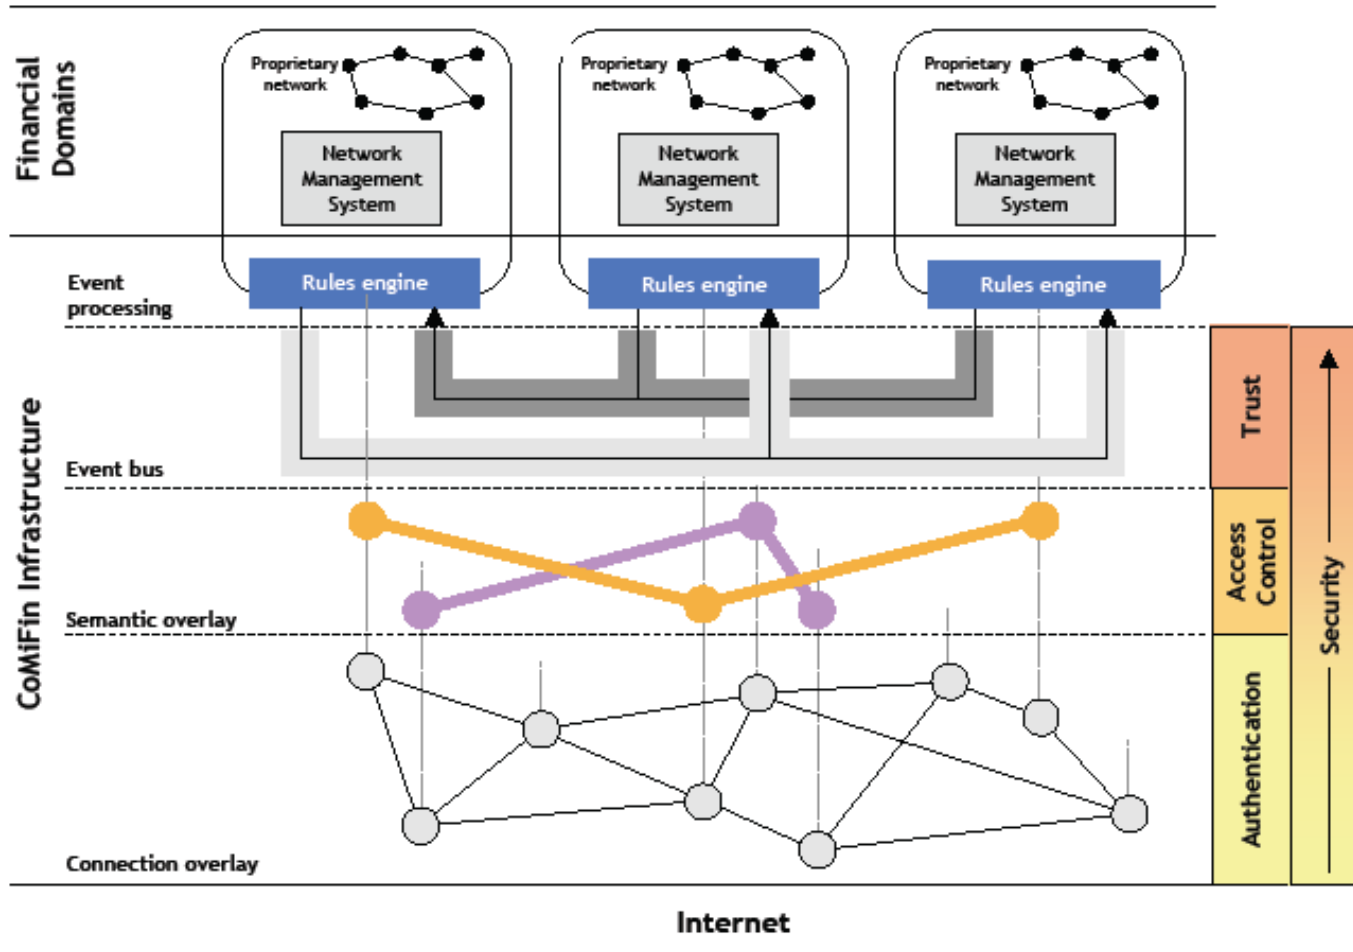 Financial
Domains
Proprietary
network
Network
Management
System
Proprietary
network
Network
Management
System
Proprietary
network
Network
Management
System
CoMiFin Infrastructure
Event
processing
Rules engine
Rules engine
Rules engine
Event bus
Trust
Semantic overlay
Access
Control
Connection overlay
Authentication
Security
Internet